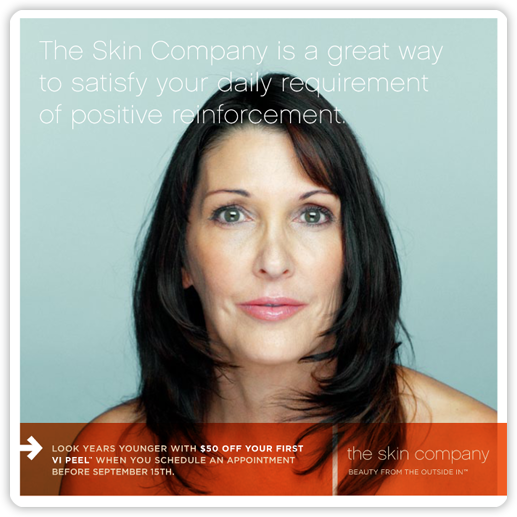 The Skin Company is a great way
to satisfy your daily requirement
of positive reinforcement.
LOOK YEARS YOUNGER WITH $50 OFF YOUR FIRST
VI PEEL™ WHEN YOU SCHEDULE AN APPOINTMENT
BEFORE SEPTEMBER 15TH.
the skin company
BEAUTY FROM THE OUTSIDE IN™